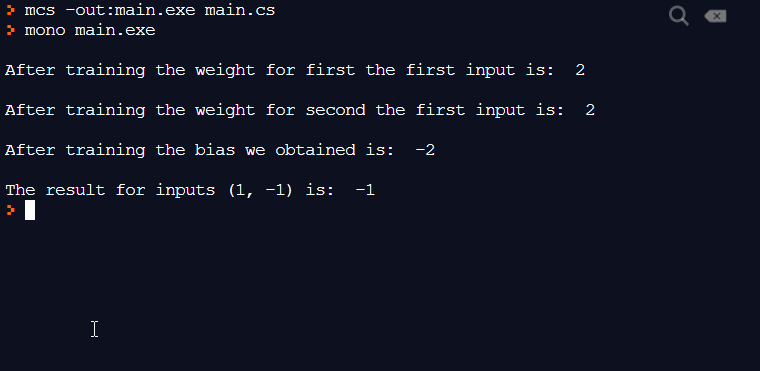 > mcs -out:main.exe main.cs
> mono main.exe
After training the weight for first the first input is:  2
After training the weight for second the first input is:  2
After training the bias we obtained is:  -2
The result for inputs (1, -1) is:  -1
>